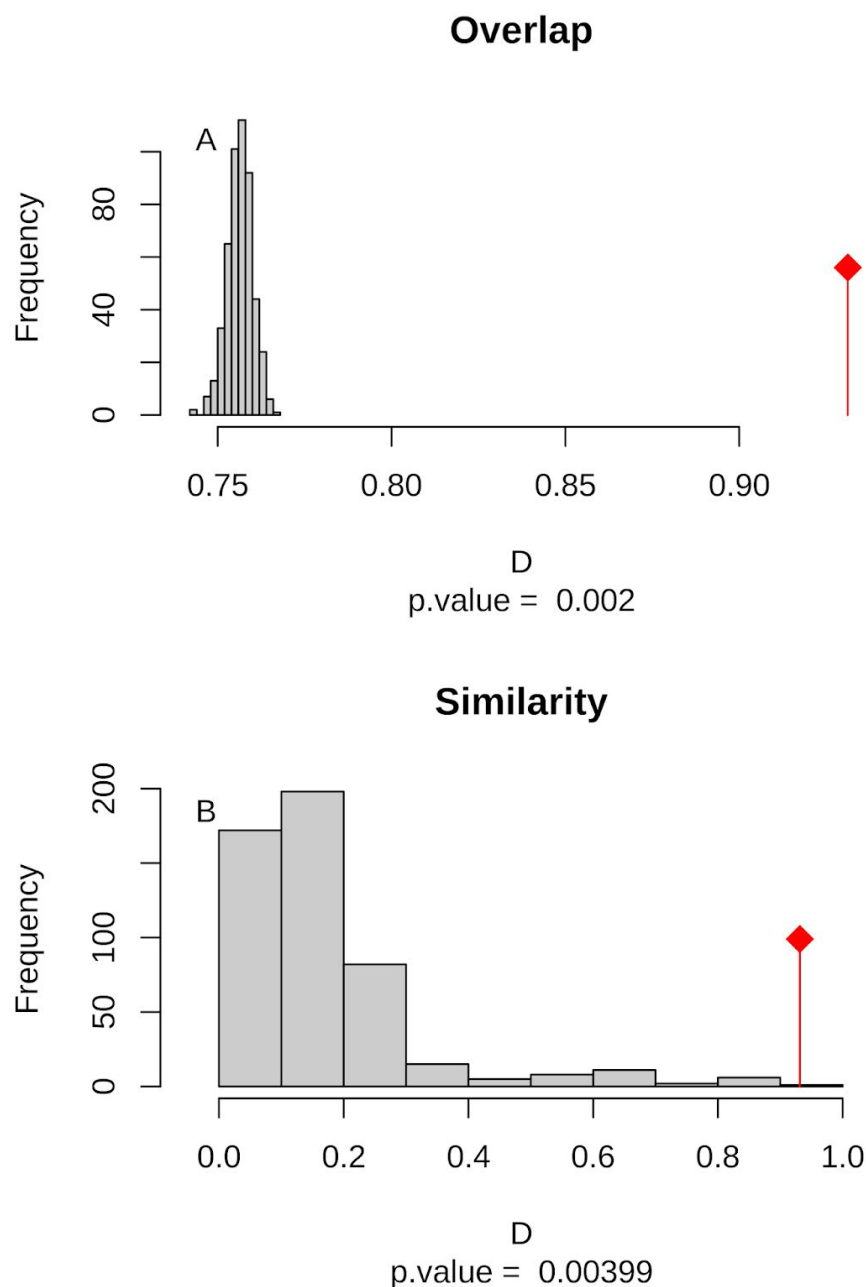 Overlap
A
Frequency
0 40 80
0.75 0.80 0.85 0.90
D
p.value = 0.002
Similarity
B
Frequency
0 50 100 200
0.0 0.2 0.4 0.6 0.8 1.0
D
p.value = 0.00399